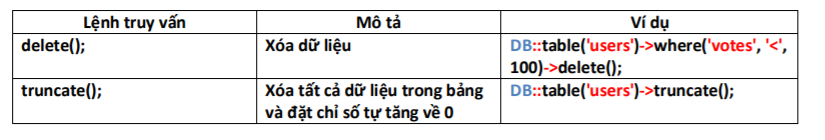 Lệnh truy vấn Mô tả Ví dụ
delete(); Xóa dữ liệu DB::table('users')->where('votes', '<',
100)->delete();
truncate(); Xóa tất cả dữ liệu trong bảng DB::table('users')->truncate();
và đặt chỉ số tự tăng về 0